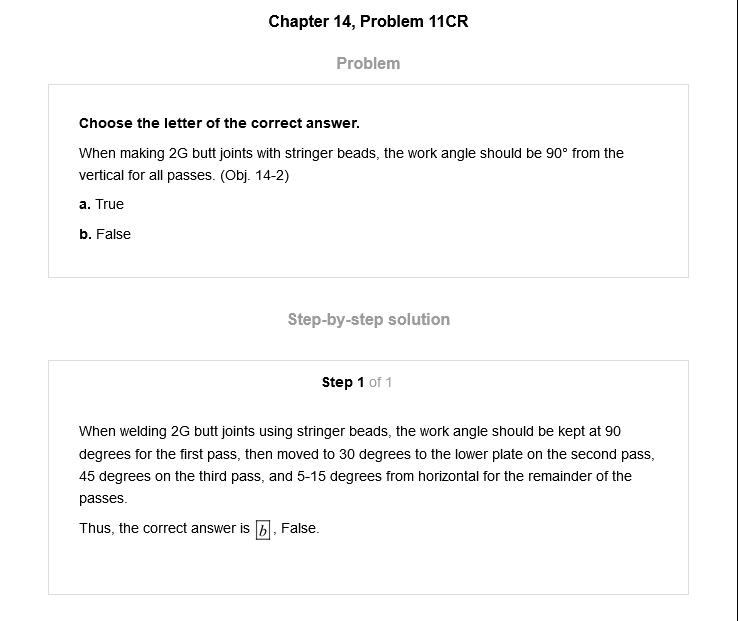 Chapter 14, Problem 11CR
Problem
Choose the letter of the correct answer.
When making 2G butt joints with stringer beads, the work angle should be 90° from the
vertical for all passes. (Obj. 14-2)
a. True
b. False
Step-by-step solution
Step 1 of 1
When welding 2G butt joints using stringer beads, the work angle should be kept at 90
degrees for the first pass, then moved to 30 degrees to the lower plate on the second pass,
45 degrees on the third pass, and 5-15 degrees from horizontal for the remainder of the
passes.
Thus, the correct answer is b, False.